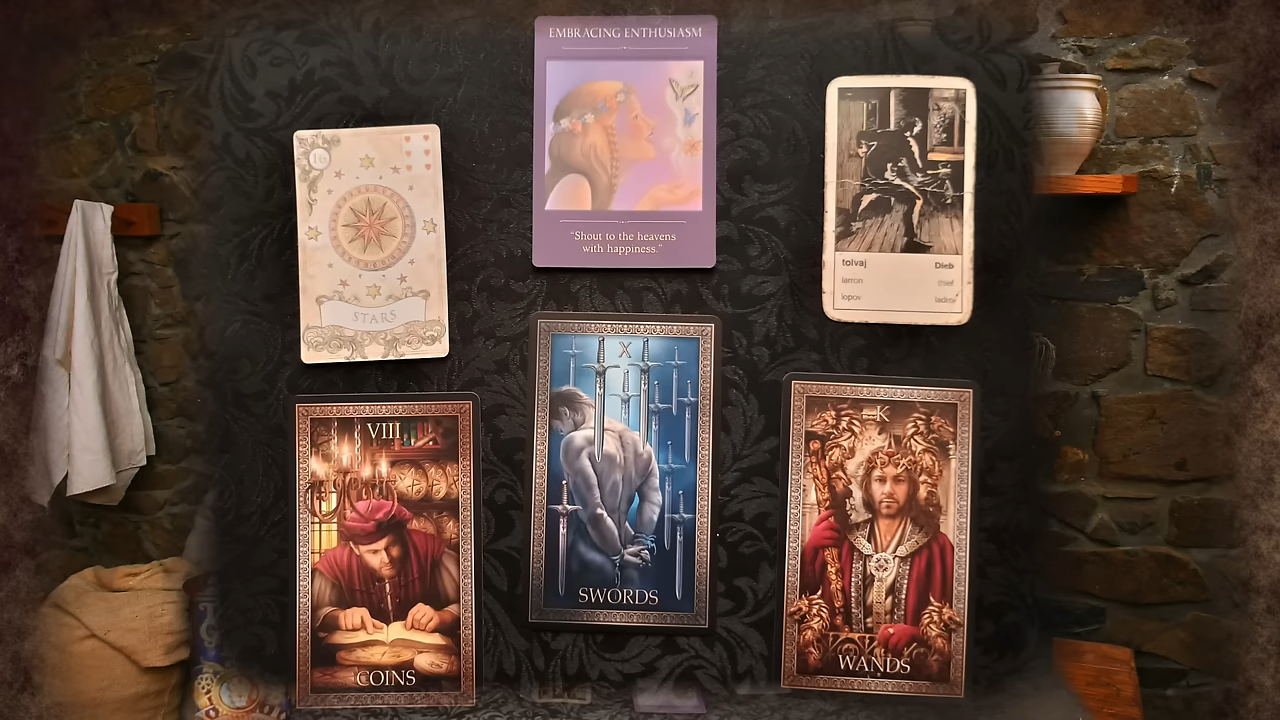 EMBRACING ENTHUSIASM
"Shout to the heavens
with happiness."
16
STARS
tolvaj Dieb
larron thief
lopov
VIII
COINS
X
SWORDS
K
WANDS